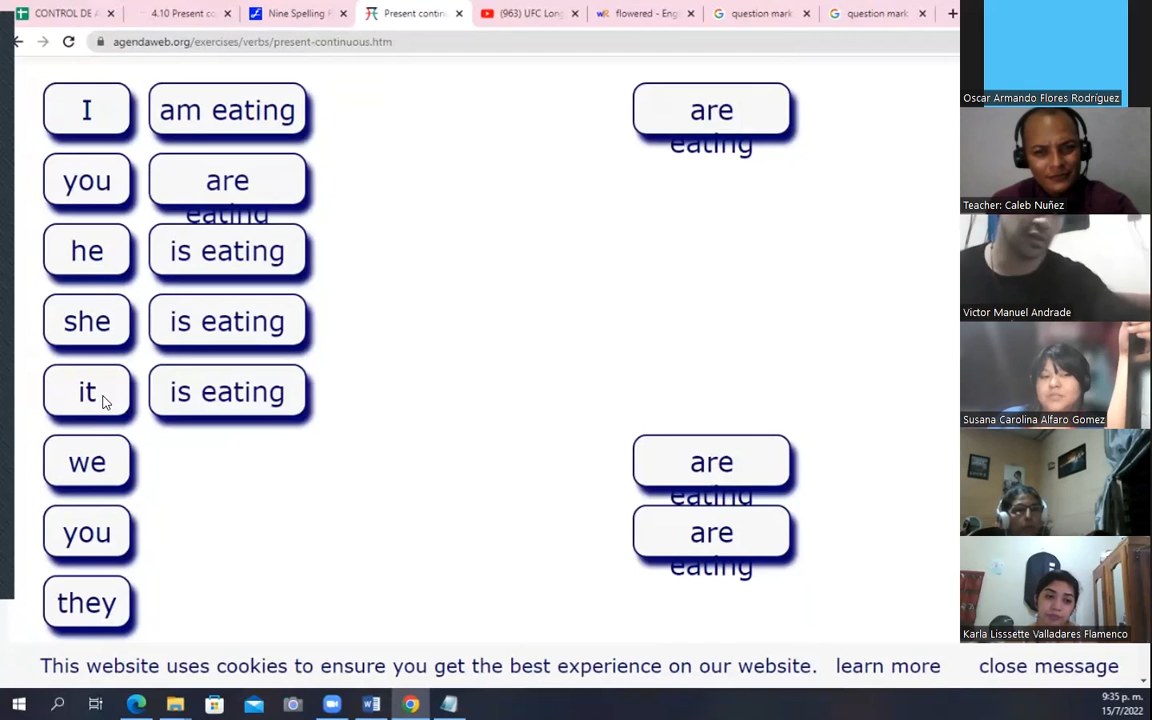 CONTROL DE A
4.10 Present co
Nine Spelling F
Present contin
(963) UFC Long
flowered - Eng
question mark
question mark
agendaweb.org/exercises/verbs/present-continuous.htm
I am eating are eating
you are eating
he is eating
she is eating
it is eating
we are eating
you are eating
they
This website uses cookies to ensure you get the best experience on our website. learn more close message
9:35 p. m.
15/7/2022
Oscar Armando Flores Rodríguez
Teacher: Caleb Nuñez
Victor Manuel Andrade
Susana Carolina Alfaro Gomez
Karla Lisssette Valladares Flamenco